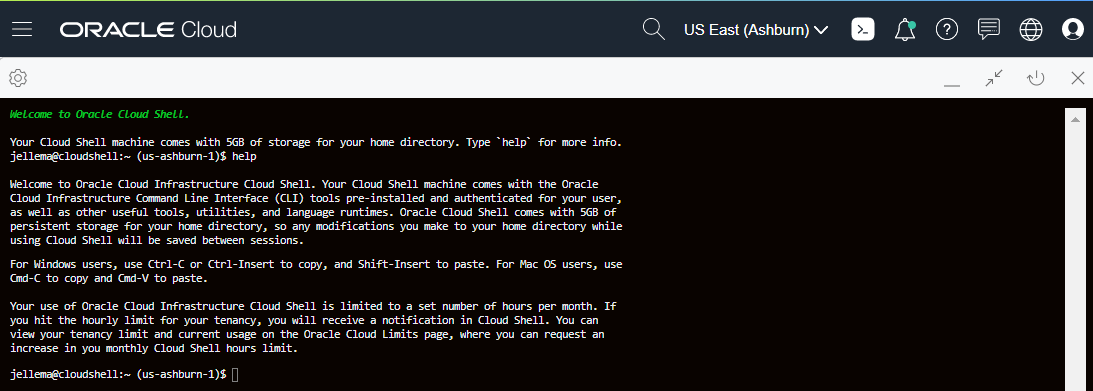 ORACLE Cloud
US East (Ashburn)
Welcome to Oracle Cloud Shell.
Your Cloud Shell machine comes with 5GB of storage for your home directory. Type `help` for more info.
jellema@cloudshell:~ (us-ashburn-1)$ help
Welcome to Oracle Cloud Infrastructure Cloud Shell. Your Cloud Shell machine comes with the Oracle
Cloud Infrastructure Command Line Interface (CLI) tools pre-installed and authenticated for your user,
as well as other useful tools, utilities, and language runtimes. Oracle Cloud Shell comes with 5GB of
persistent storage for your home directory, so any modifications you make to your home directory while
using Cloud Shell will be saved between sessions.
For Windows users, use Ctrl-C or Ctrl-Insert to copy, and Shift-Insert to paste. For Mac OS users, use
Cmd-C to copy and Cmd-V to paste.
Your use of Oracle Cloud Infrastructure Cloud Shell is limited to a set number of hours per month. If
you hit the hourly limit for your tenancy, you will receive a notification in Cloud Shell. You can
view your tenancy limit and current usage on the Oracle Cloud Limits page, where you can request an
increase in you monthly Cloud Shell hours limit.
jellema@cloudshell:~ (us-ashburn-1)$